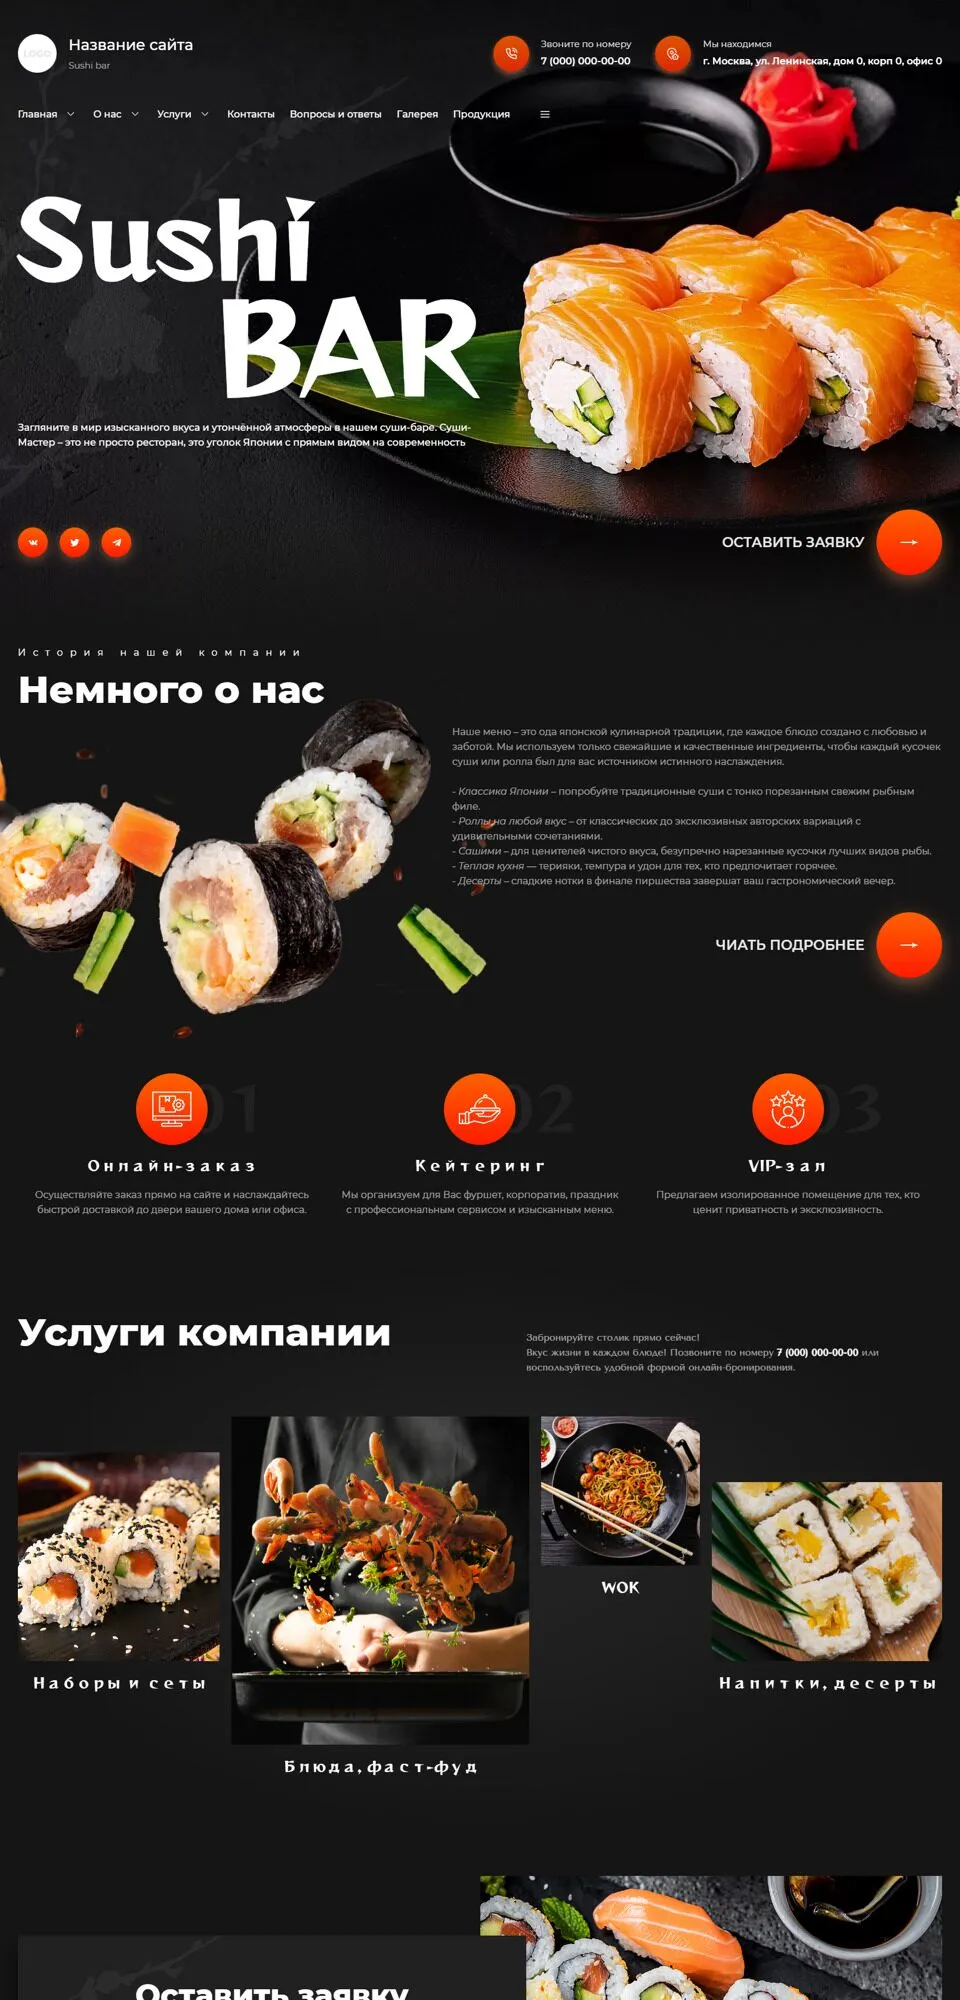 LOGO
Название сайта
Sushi bar
Звоните по номеру
7 (000) 000-00-00
Мы находимся
г. Москва, ул. Ленинская, дом 0, корп 0, офис 0
Главная О нас Услуги Контакты Вопросы и ответы Галерея Продукция
Sushi
BAR
Загляните в мир изысканного вкуса и утончённой атмосферы в нашем суши-баре. Суши-
Мастер – это не просто ресторан, это уголок Японии с прямым видом на современность
ОСТАВИТЬ ЗАЯВКУ
История нашей компании
Немного о нас
Наше меню – это ода японской кулинарной традиции, где каждое блюдо создано с любовью и
заботой. Мы используем только свежайшие и качественные ингредиенты, чтобы каждый кусочек
суши или ролла был для вас источником истинного наслаждения.
- Классика Японии – попробуйте традиционные суши с тонко порезанным свежим рыбным
филе.
- Роллы на любой вкус – от классических до эксклюзивных авторских вариаций с
удивительными сочетаниями.
- Сашими – для ценителей чистого вкуса, безупречно нарезанные кусочки лучших видов рыбы.
- Теплая кухня — терияки, темпура и удон для тех, кто предпочитает горячее.
- Десерты – сладкие нотки в финале пиршества завершат ваш гастрономический вечер.
ЧИАТЬ ПОДРОБНЕЕ
01
Онлайн-заказ
Осуществляйте заказ прямо на сайте и наслаждайтесь
быстрой доставкой до двери вашего дома или офиса.
02
Кейтеринг
Мы организуем для Вас фуршет, корпоратив, праздник
с профессиональным сервисом и изысканным меню.
03
VIP-зал
Предлагаем изолированное помещение для тех, кто
ценит приватность и эксклюзивность.
Услуги компании
Забронируйте столик прямо сейчас!
Вкус жизни в каждом блюде! Позвоните по номеру 7 (000) 000-00-00 или
воспользуйтесь удобной формой онлайн-бронирования.
Наборы и сеты
Блюда, фаст-фуд
WOK
Напитки, десерты
Оставить заявку